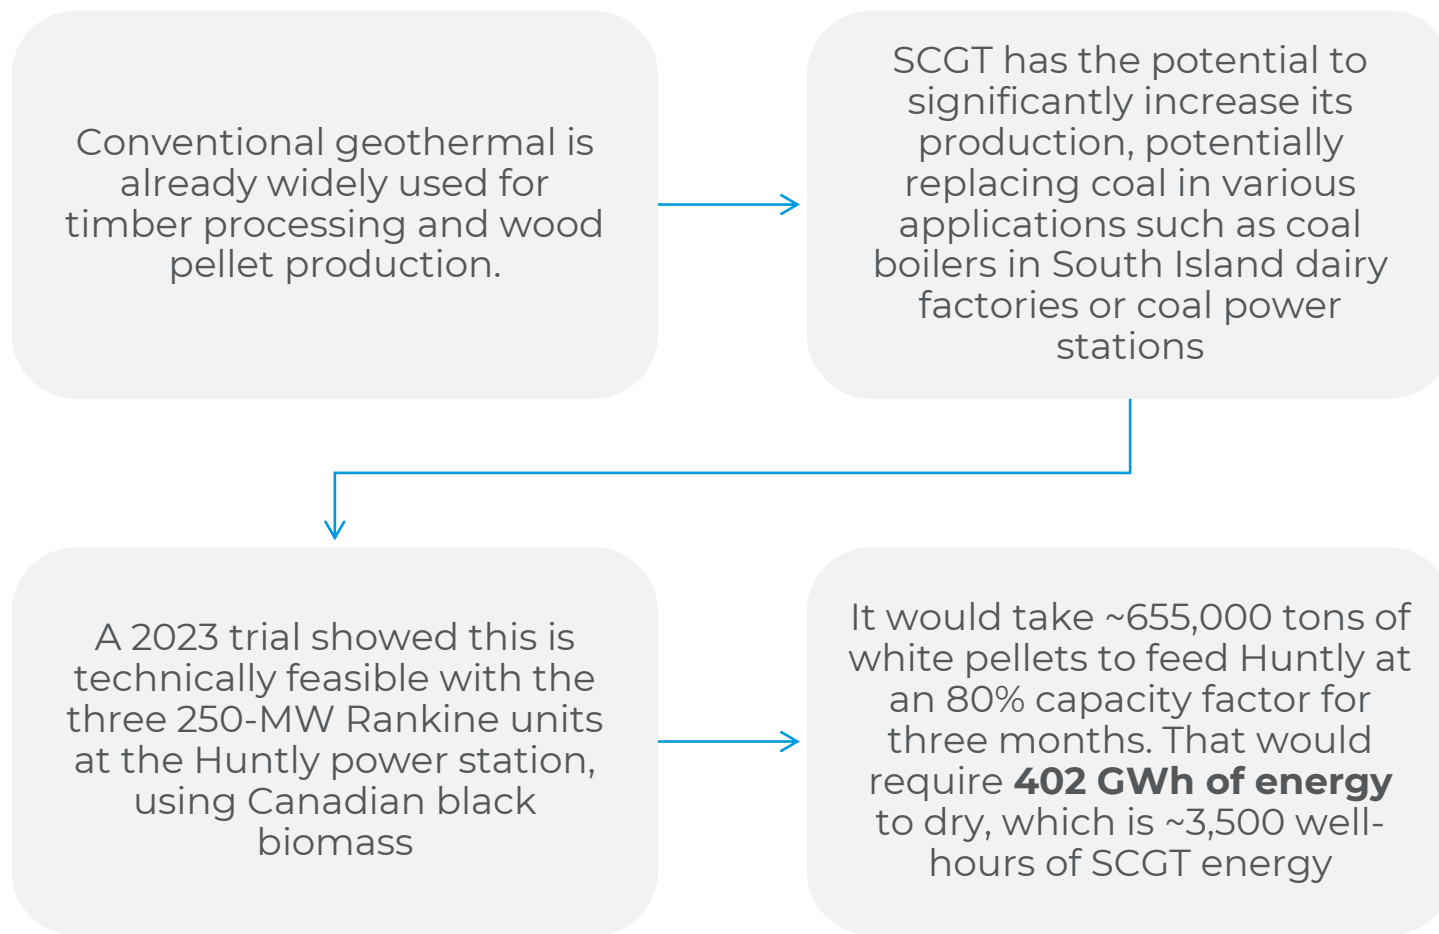 Conventional geothermal is
already widely used for
timber processing and wood
pellet production.
SCGT has the potential to
significantly increase its
production, potentially
replacing coal in various
applications such as coal
boilers in South Island dairy
factories or coal power
stations
A 2023 trial showed this is
technically feasible with the
three 250-MW Rankine units
at the Huntly power station,
using Canadian black
biomass
It would take ~655,000 tons of
white pellets to feed Huntly at
an 80% capacity factor for
three months. That would
require 402 GWh of energy
to dry, which is ~3,500 well-
hours of SCGT energy